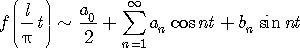 f(l/π t) ~ a₀/2 + ∑_{n=1}^{∞} aₙ cos nt + bₙ sin nt